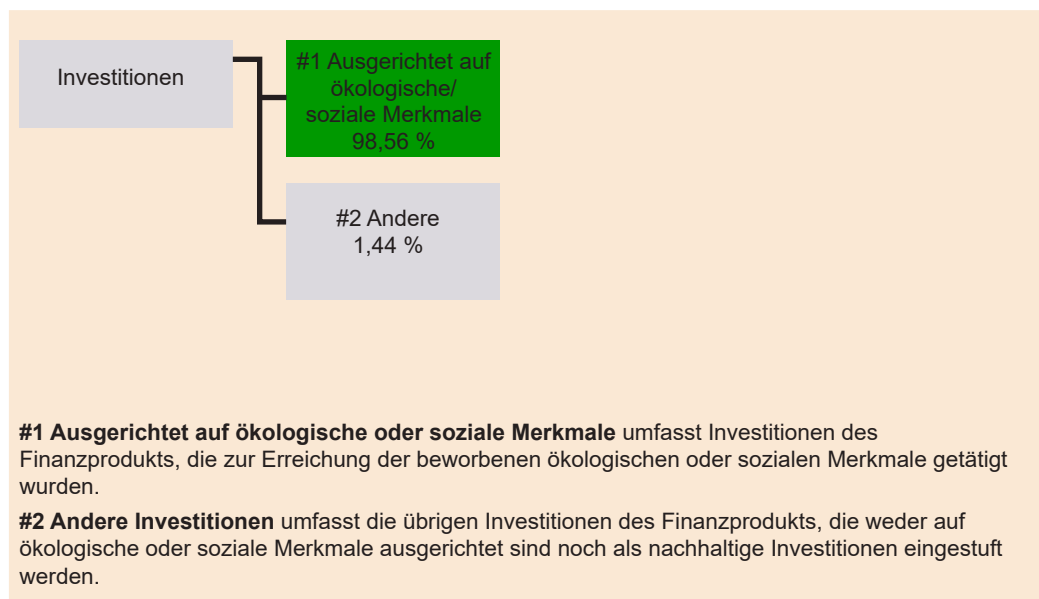 Investitionen
#1 Ausgerichtet auf
ökologische/
soziale Merkmale
98,56 %
#2 Andere
1,44 %
#1 Ausgerichtet auf ökologische oder soziale Merkmale umfasst Investitionen des
Finanzprodukts, die zur Erreichung der beworbenen ökologischen oder sozialen Merkmale getätigt
wurden.
#2 Andere Investitionen umfasst die übrigen Investitionen des Finanzprodukts, die weder auf
ökologische oder soziale Merkmale ausgerichtet sind noch als nachhaltige Investitionen eingestuft
werden.